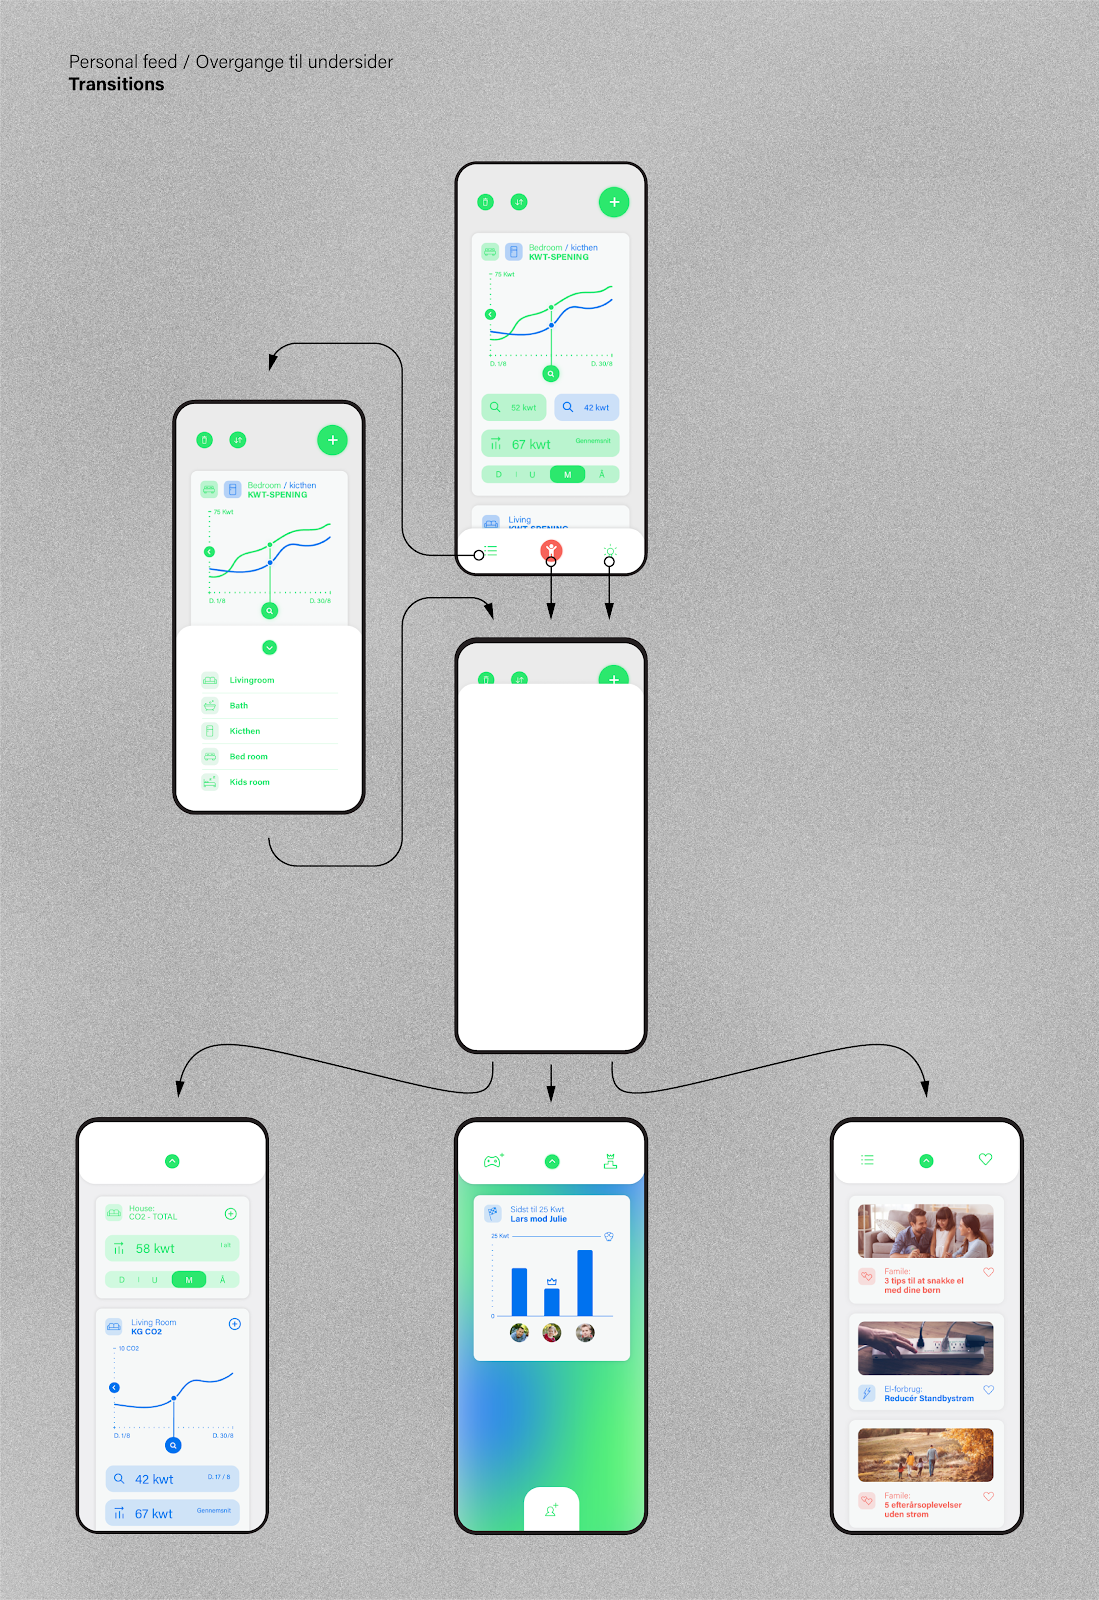 Personal feed / Overgange til undersider
Transitions
Bedroom / kicthen
KWT-SPENING
75 Kwt
D. 1/8
D. 30/8
52 kwt
42 kwt
67 kwt
Gennemsnit
D
U
M
Å
Living
KWT-SPENING
Bedroom / kicthen
KWT-SPENING
75 Kwt
D. 1/8
D. 30/8
Livingroom
Bath
Kicthen
Bed room
Kids room
House:
CO2 - TOTAL
58 kwt
I alt
D
U
M
Å
Living Room
KG CO2
10 CO2
D. 1/8
D. 30/8
42 kwt
D. 17 / 8
67 kwt
Gennemsnit
Sidst til 25 Kwt
Lars mod Julie
25 Kwt
0
Famile:
3 tips til at snakke el
med dine børn
El-forbrug:
Reducér Standbystrøm
Famile:
5 efterårsoplevelser
uden strøm